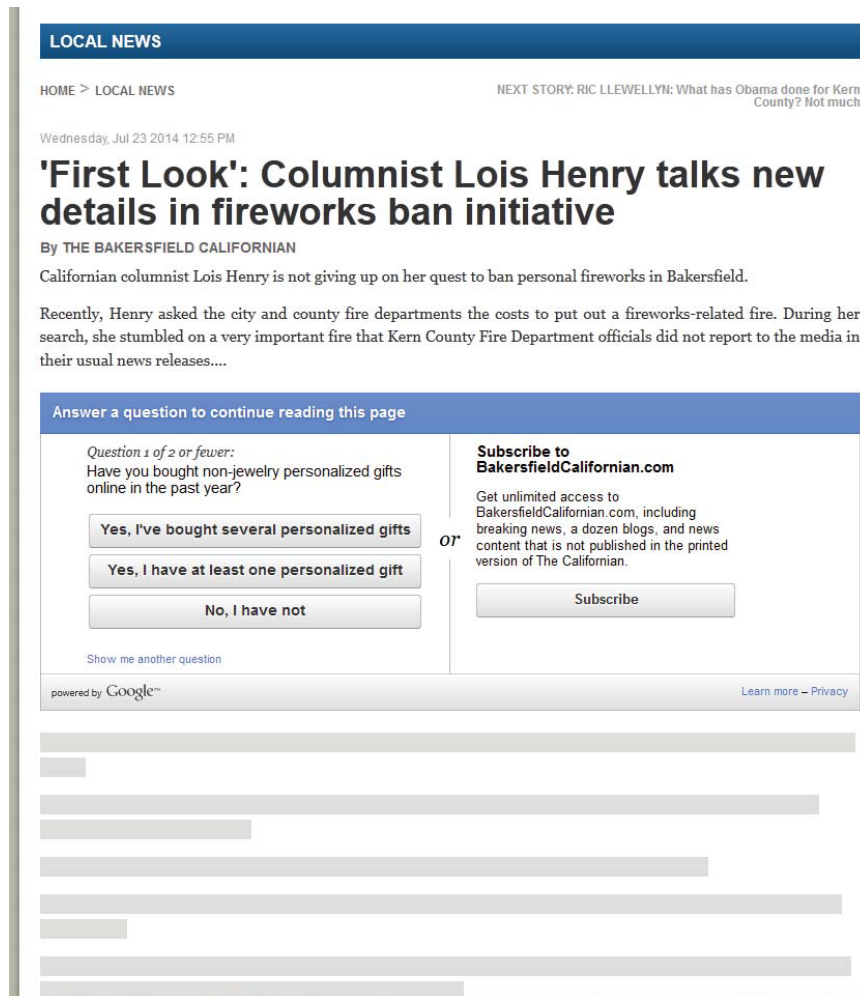 LOCAL NEWS
HOME > LOCAL NEWS
NEXT STORY: RIC LLEWELLYN: What has Obama done for Kern
County? Not much
Wednesday, Jul 23 2014 12:55 PM
'First Look': Columnist Lois Henry talks new
details in fireworks ban initiative
By THE BAKERSFIELD CALIFORNIAN
Californian columnist Lois Henry is not giving up on her quest to ban personal fireworks in Bakersfield.
Recently, Henry asked the city and county fire departments the costs to put out a fireworks-related fire. During her
search, she stumbled on a very important fire that Kern County Fire Department officials did not report to the media in
their usual news releases....
Answer a question to continue reading this page
Question 1 of 2 or fewer:
Have you bought non-jewelry personalized gifts
online in the past year?
Yes, I've bought several personalized gifts
Yes, I have at least one personalized gift
No, I have not
Show me another question
or
Subscribe to
BakersfieldCalifornian.com
Get unlimited access to
BakersfieldCalifornian.com, including
breaking news, a dozen blogs, and news
content that is not published in the printed
version of The Californian.
Subscribe
powered by Google™
Learn more – Privacy